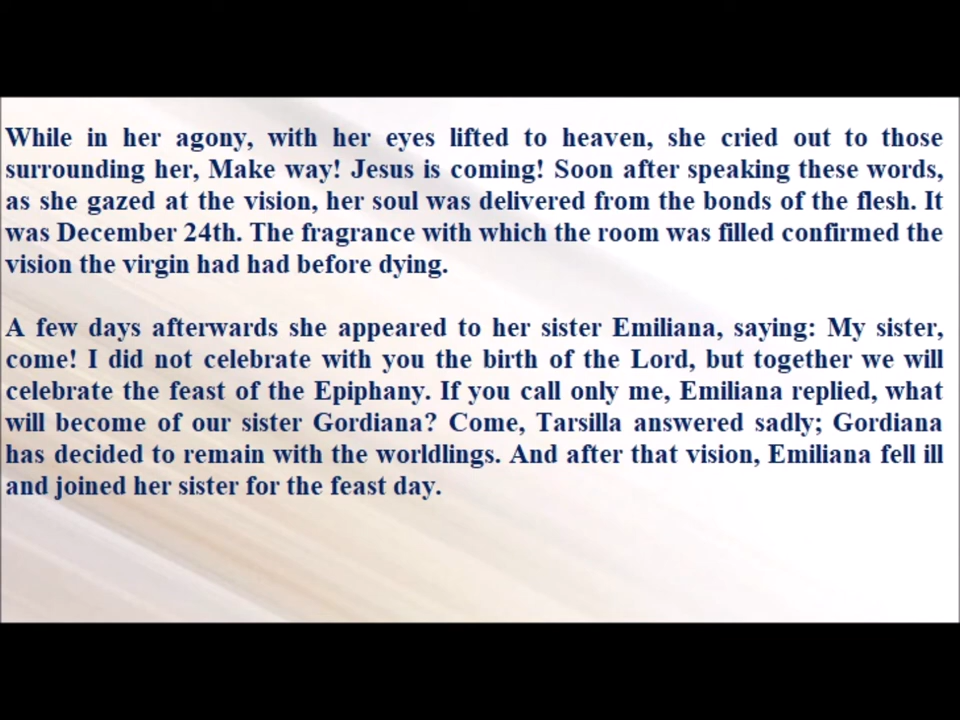 While in her agony, with her eyes lifted to heaven, she cried out to those
surrounding her, Make way! Jesus is coming! Soon after speaking these words,
as she gazed at the vision, her soul was delivered from the bonds of the flesh. It
was December 24th. The fragrance with which the room was filled confirmed the
vision the virgin had had before dying.
A few days afterwards she appeared to her sister Emiliana, saying: My sister,
come! I did not celebrate with you the birth of the Lord, but together we will
celebrate the feast of the Epiphany. If you call only me, Emiliana replied, what
will become of our sister Gordiana? Come, Tarsilla answered sadly; Gordiana
has decided to remain with the worldlings. And after that vision, Emiliana fell ill
and joined her sister for the feast day.